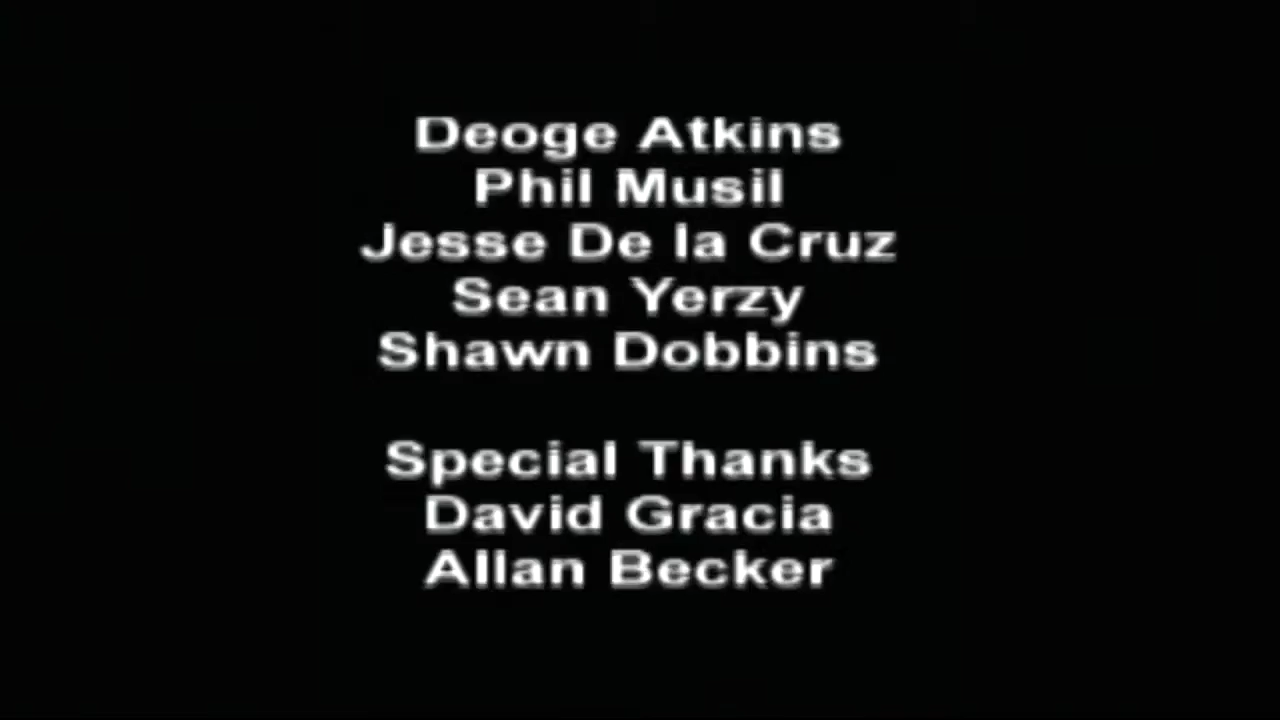 Deoge Atkins
Phil Musil
Jesse De la Cruz
Sean Yerzy
Shawn Dobbins
Special Thanks
David Gracia
Allan Becker